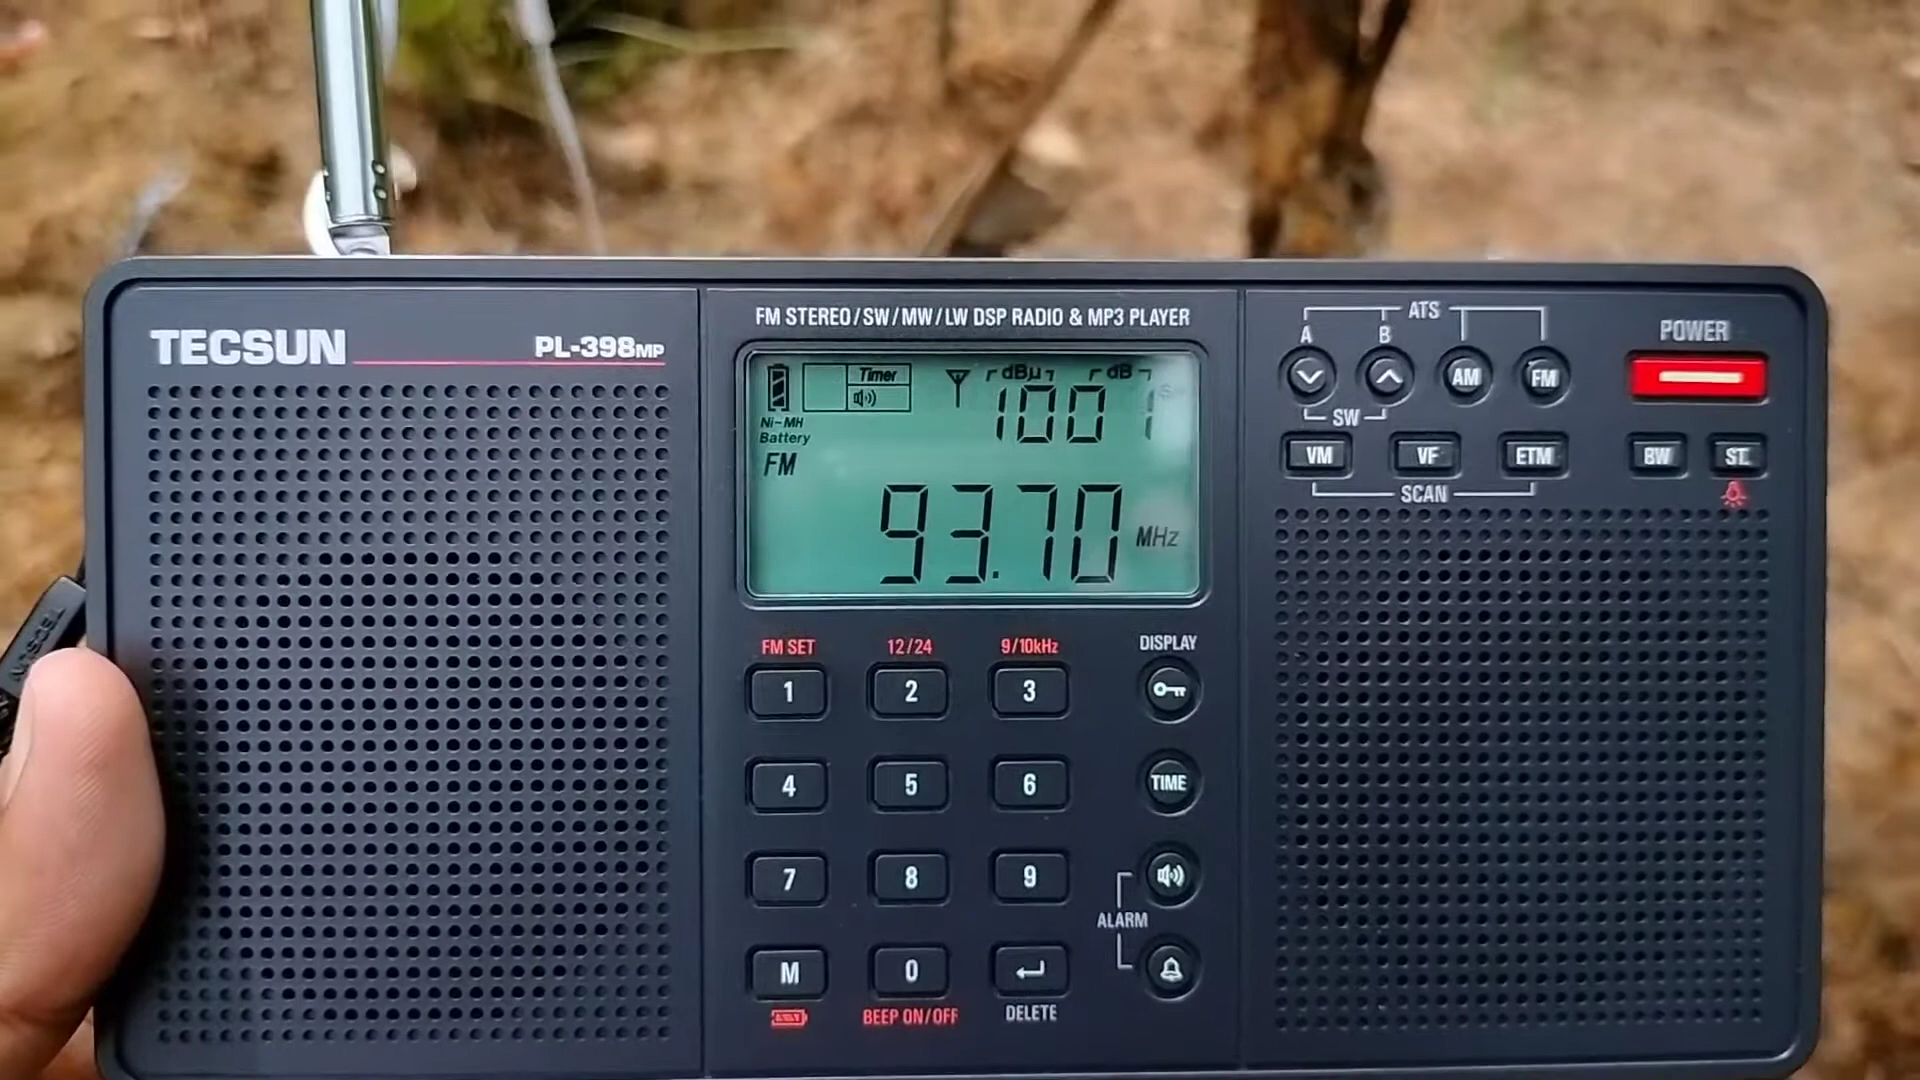 TECSUN
PL-398MP
FM STEREO/SW/MW/LW DSP RADIO & MP3 PLAYER
Timer
dBμ
dB
1001
Ni-MH
Battery
FM
93.70
MHz
ATS
A
B
AM
FM
POWER
SW
VM
VF
ETM
BW
ST.
SCAN
FM SET
12/24
9/10kHz
DISPLAY
1
2
3
4
5
6
TIME
7
8
9
ALARM
M
0
BEEP ON/OFF
DELETE
TECSUN